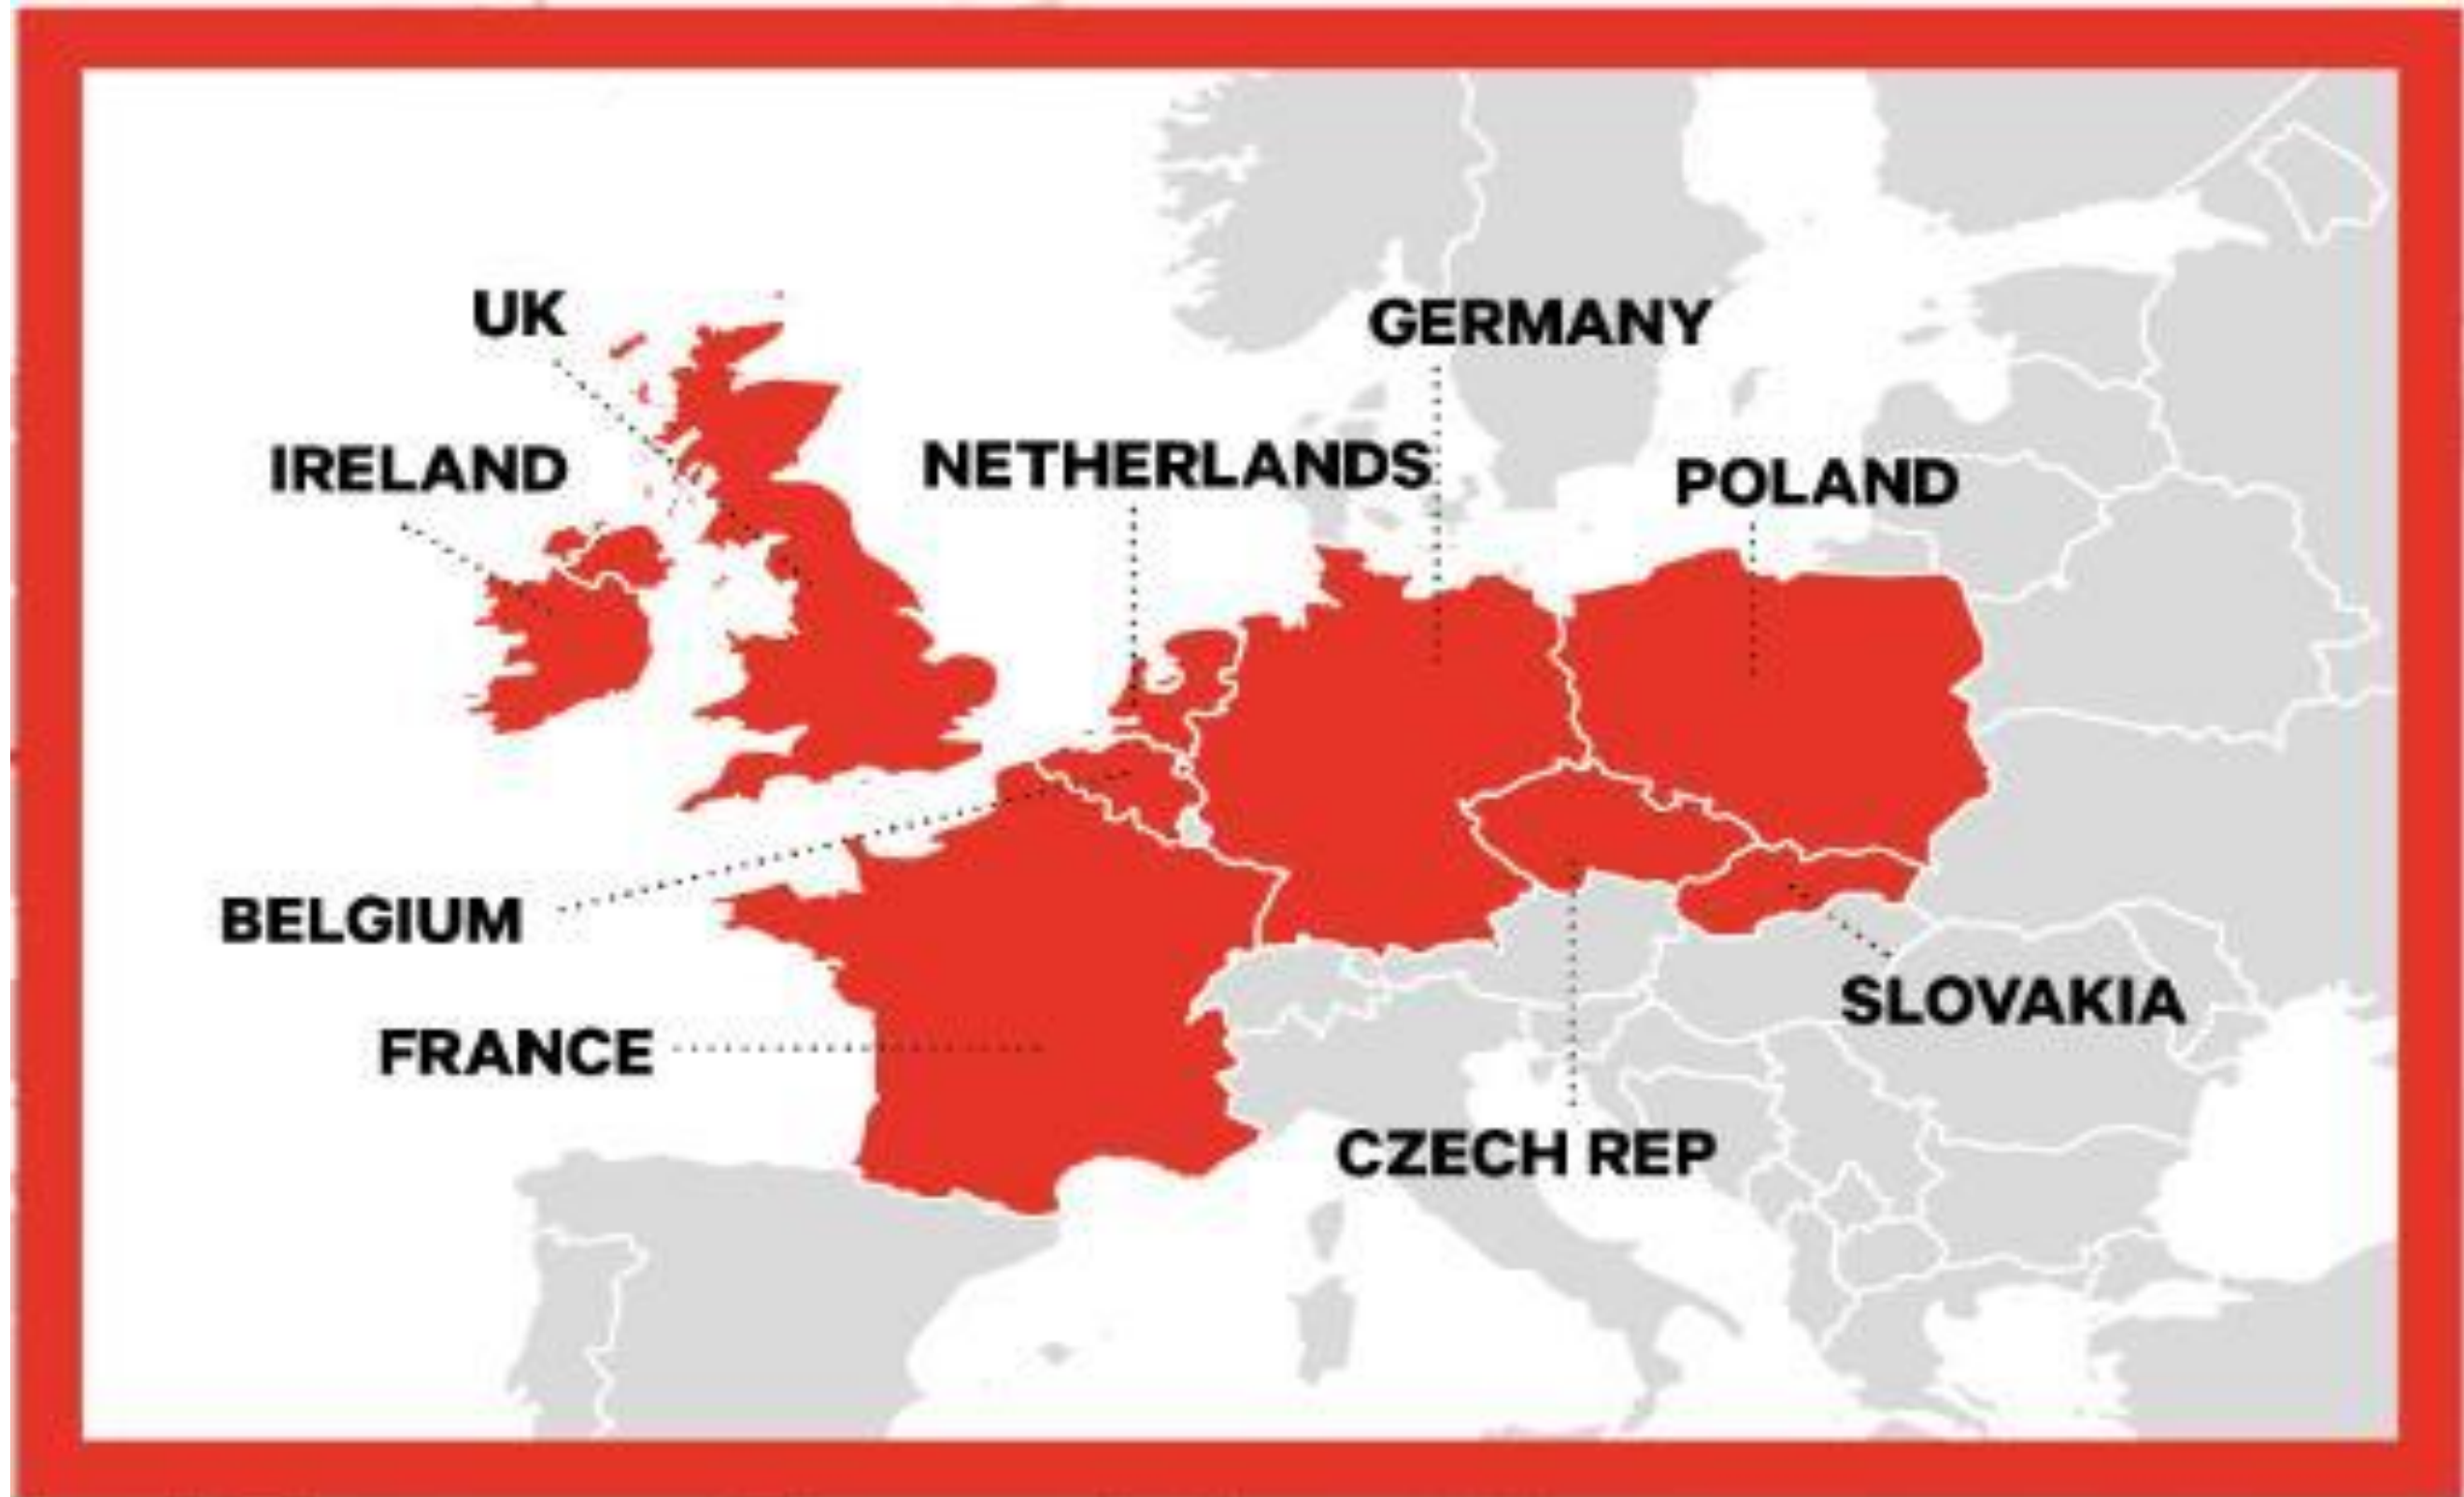 UK
GERMANY
IRELAND
NETHERLANDS
POLAND
BELGIUM
SLOVAKIA
FRANCE
CZECH REP